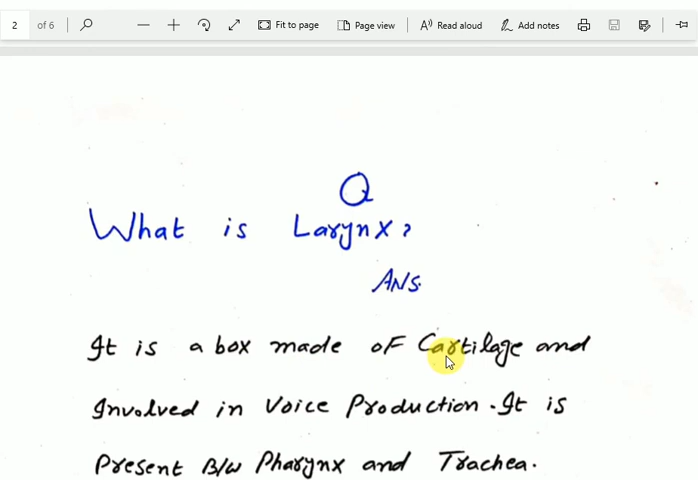 2 of 6 Fit to page Page view Read aloud Add notes
Q
What is Larynx?
Ans.
It is a box made of Cartilage and
Involved in Voice Production. It is
Present B/w Pharynx and Trachea.